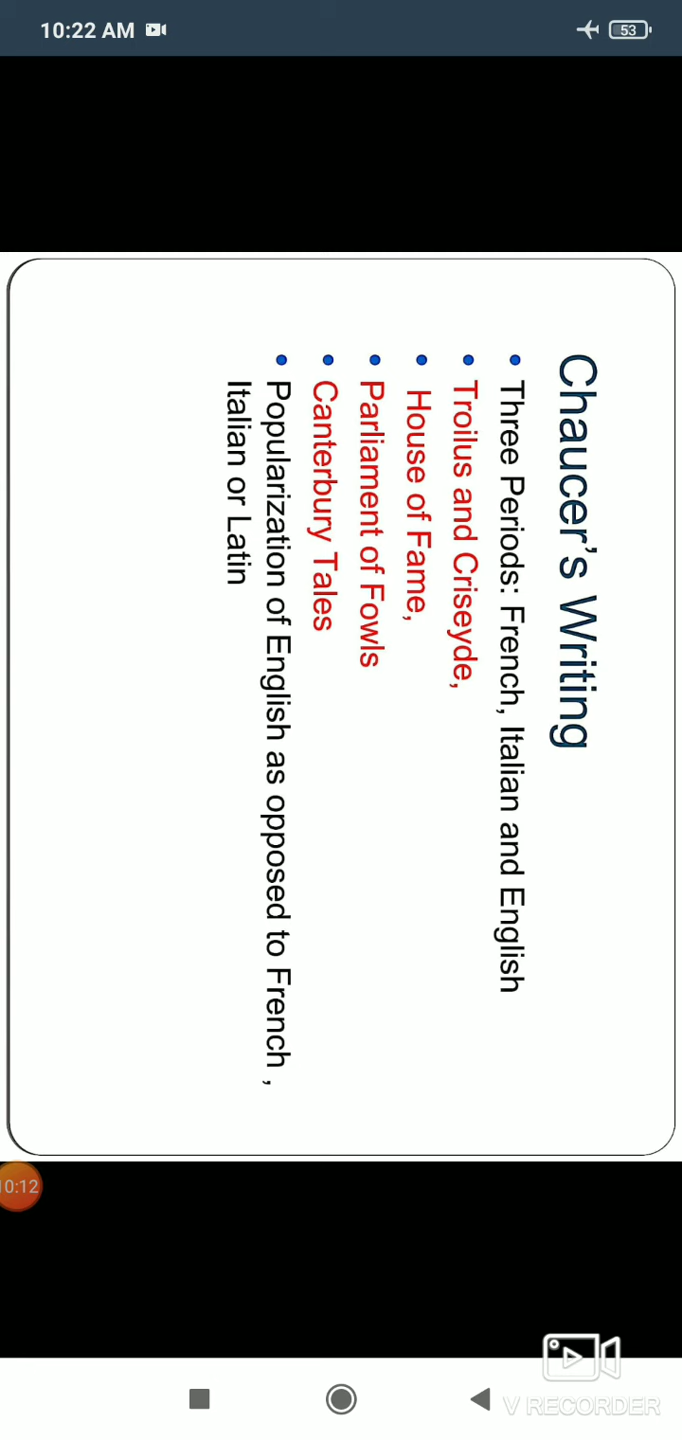 10:22 AM
53
Chaucer's Writing
• Three Periods: French, Italian and English
• Troilus and Criseyde,
• House of Fame,
• Parliament of Fowls
• Canterbury Tales
• Popularization of English as opposed to French ,
Italian or Latin
10:12
V RECORDER